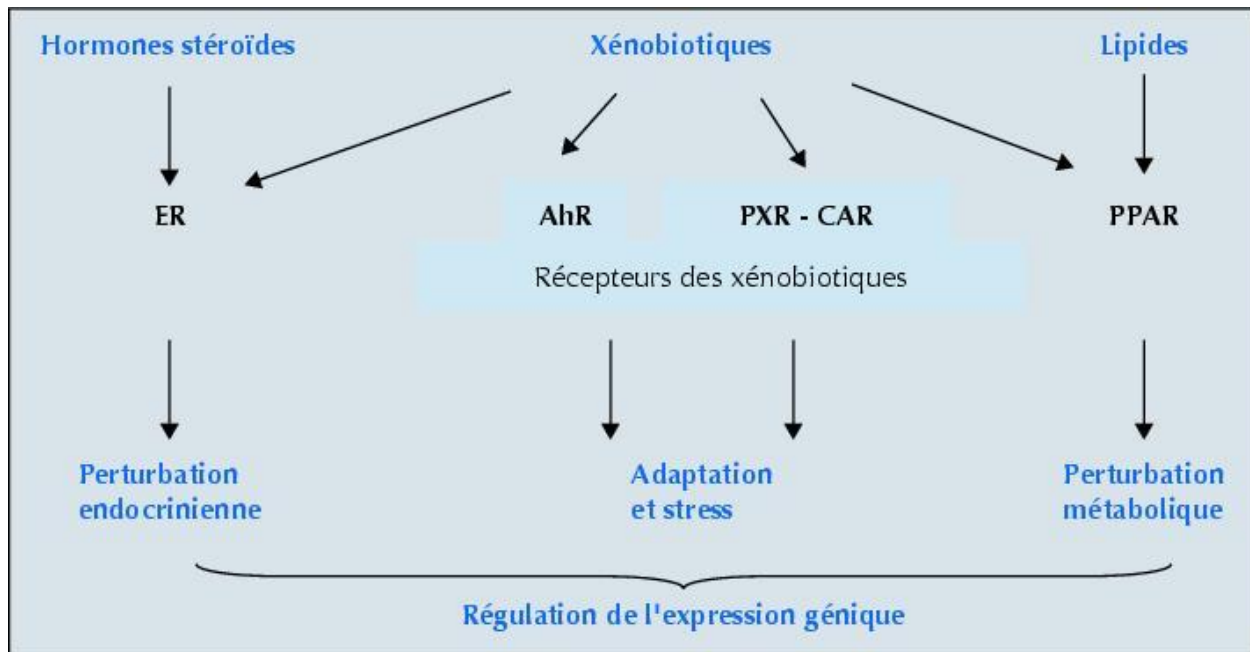 Hormones stéroïdes
Xénobiotiques
Lipides
ER
AhR
PXR - CAR
PPAR
Récepteurs des xénobiotiques
Perturbation
endocrinienne
Adaptation
et stress
Perturbation
métabolique
Régulation de l'expression génique